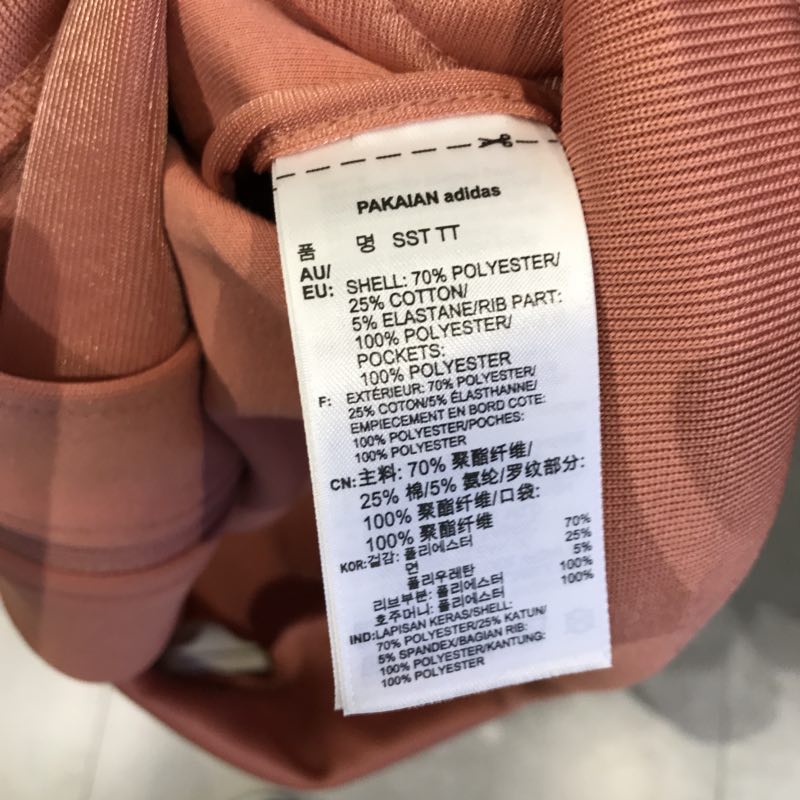 PAKAIAN adidas
품 명 SST TT
AU/
EU: SHELL: 70% POLYESTER/
25% COTTON/
5% ELASTANE/RIB PART:
100% POLYESTER/
POCKETS:
100% POLYESTER
F: EXTÉRIEUR: 70% POLYESTER/
25% COTON/5% ÉLASTHANNE/
EMPIECEMENT EN BORD COTE:
100% POLYESTER/POCHES:
100% POLYESTER
CN: 主料: 70% 聚酯纤维/
25% 棉/5% 氨纶/罗纹部分:
100% 聚酯纤维/口袋:
100% 聚酯纤维
KOR: 겉감: 폴리에스터 70%
면 25%
폴리우레탄 5%
리브부분: 폴리에스터 100%
호주머니: 폴리에스터 100%
IND: LAPISAN KERAS/SHELL:
70% POLYESTER/25% KATUN/
5% SPANDEX/BAGIAN RIB:
100% POLYESTER/KANTUNG:
100% POLYESTER